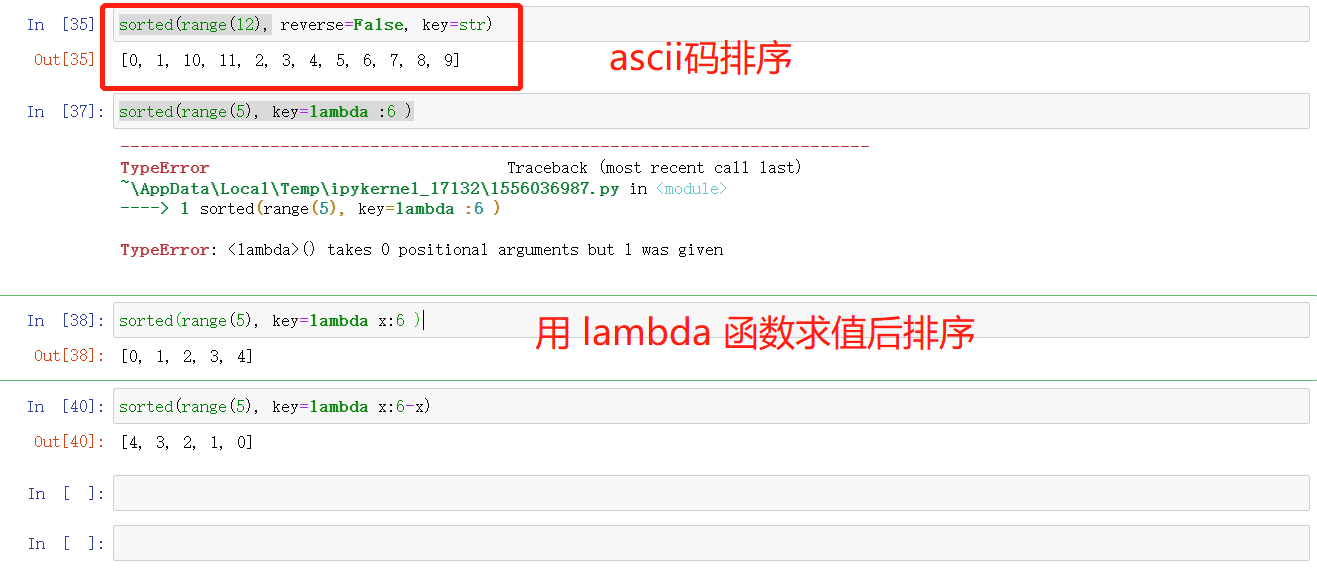 In [35] sorted(range(12), reverse=False, key=str)
Out[35] [0, 1, 10, 11, 2, 3, 4, 5, 6, 7, 8, 9]
ascii码排序
In [37]: sorted(range(5), key=lambda :6 )
---------------------------------------------------------------------------
TypeError Traceback (most recent call last)
~\AppData\Local\Temp\ipykernel_17132\1556036987.py in <module>
----> 1 sorted(range(5), key=lambda :6 )
TypeError: <lambda>() takes 0 positional arguments but 1 was given
In [38]: sorted(range(5), key=lambda x:6 )
用 lambda 函数求值后排序
Out[38]: [0, 1, 2, 3, 4]
In [40]: sorted(range(5), key=lambda x:6-x)
Out[40]: [4, 3, 2, 1, 0]
In [ ]:
In [ ]: